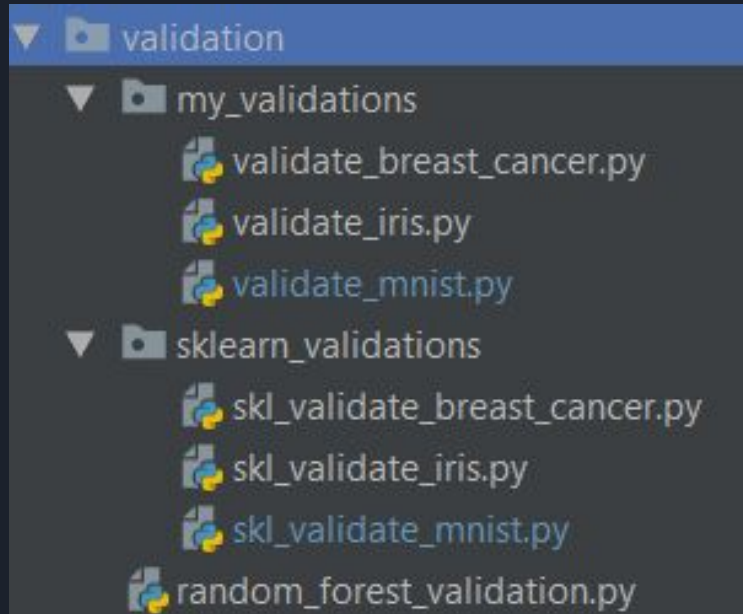 validation
my_validations
validate_breast_cancer.py
validate_iris.py
validate_mnist.py
sklearn_validations
skl_validate_breast_cancer.py
skl_validate_iris.py
skl_validate_mnist.py
random_forest_validation.py